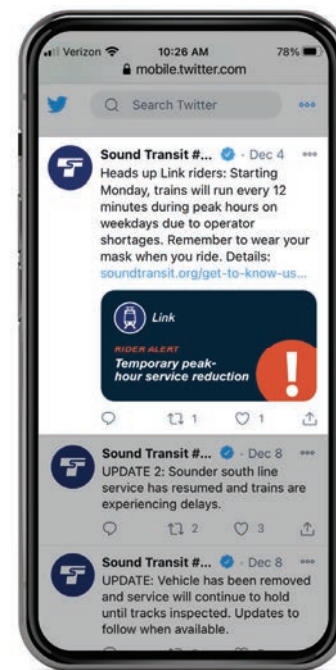 Verizon 10:26 AM 78%
mobile.twitter.com
Search Twitter
Sound Transit #... · Dec 4
Heads up Link riders: Starting
Monday, trains will run every 12
minutes during peak hours on
weekdays due to operator
shortages. Remember to wear your
mask when you ride. Details:
soundtransit.org/get-to-know-us...
Link
RIDER ALERT
Temporary peak-
hour service reduction
!
1 1
Sound Transit #... · Dec 8
UPDATE 2: Sounder south line
service has resumed and trains are
experiencing delays.
2 3
Sound Transit #... · Dec 8
UPDATE: Vehicle has been removed
and service will continue to hold
until tracks inspected. Updates to
follow when available.